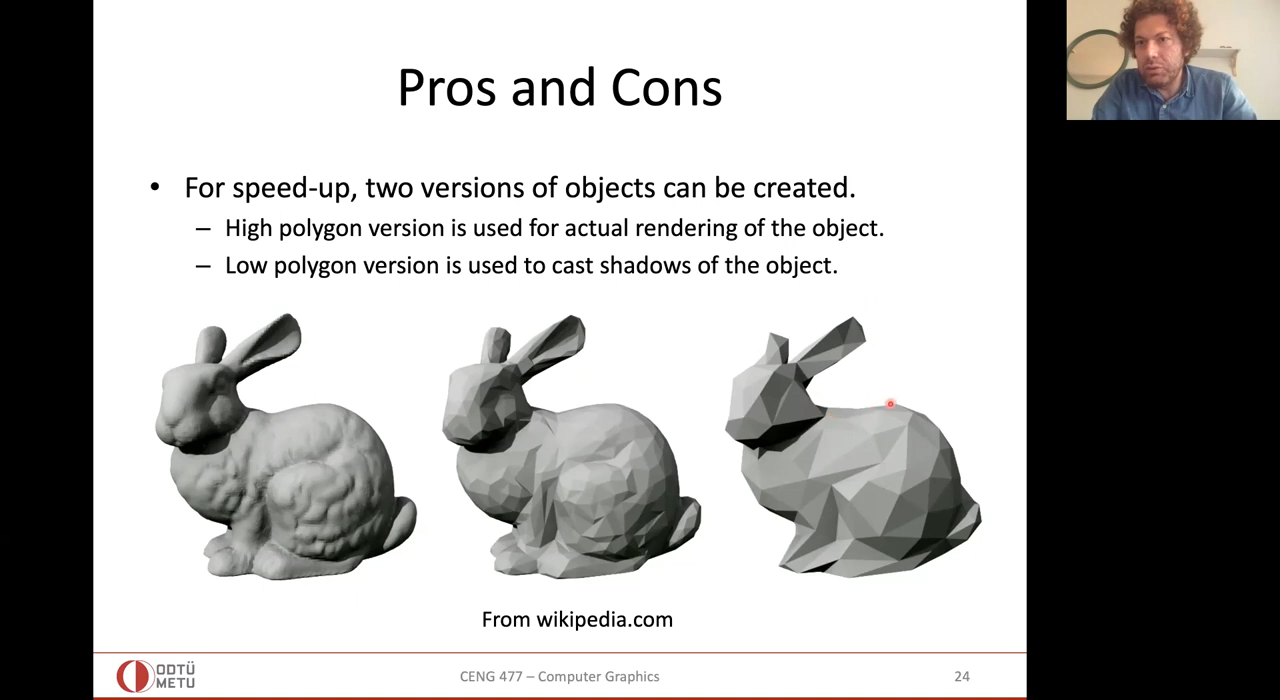 Pros and Cons
• For speed-up, two versions of objects can be created.
– High polygon version is used for actual rendering of the object.
– Low polygon version is used to cast shadows of the object.
From wikipedia.com
ODTÜ
METU
CENG 477 – Computer Graphics
24